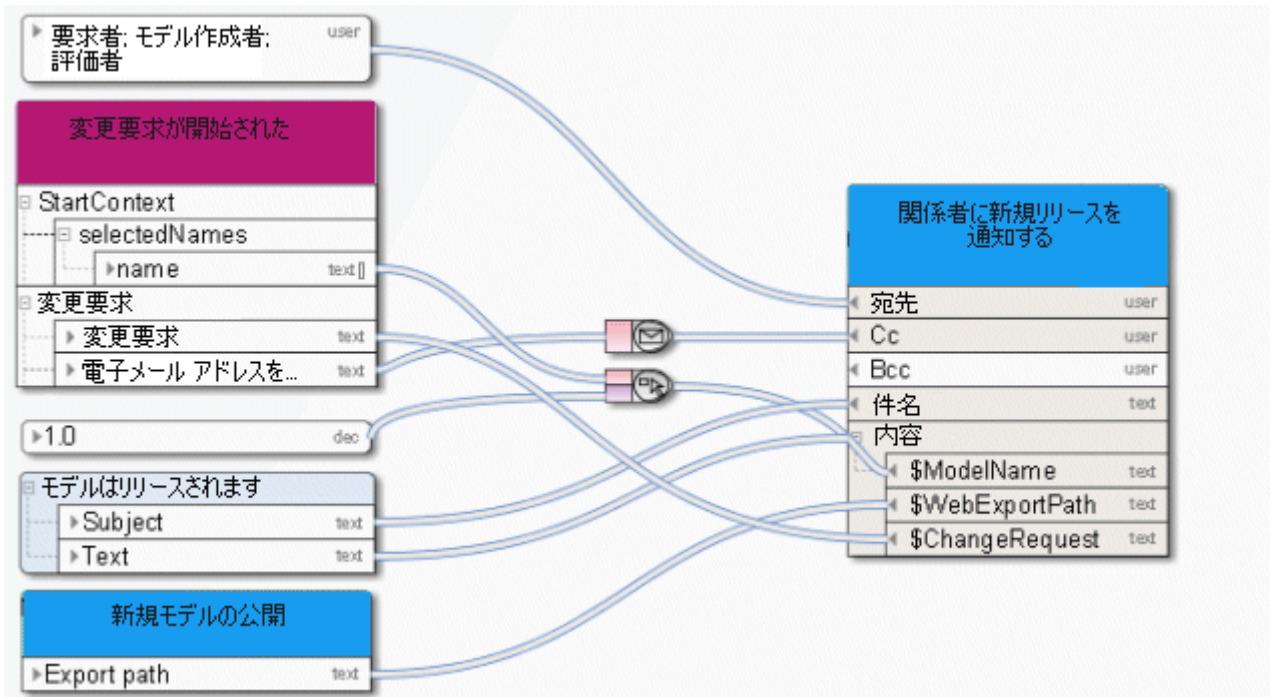 要求者; モデル作成者;
評価者
user
変更要求が開始された
StartContext
selectedNames
name text[]
変更要求
変更要求 text
電子メール アドレスを... text
1.0 dec
モデルはリリースされます
Subject text
Text text
新規モデルの公開
Export path text
関係者に新規リリースを
通知する
宛先 user
Cc user
Bcc user
件名 text
内容
$ModelName text
$WebExportPath text
$ChangeRequest text